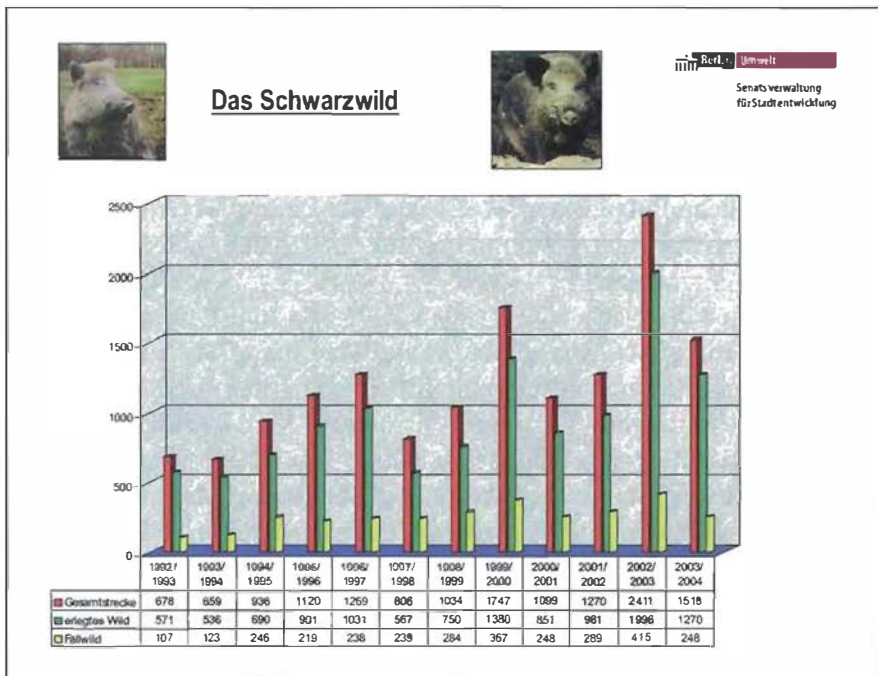 Das Schwarzwild
Berlin Umwelt
Senatsverwaltung
für Stadtentwicklung
2500
2000
1500
1000
500
0
1992/ 1993/ 1994/ 1995/ 1996/ 1997/ 1998/ 1999/ 2000/ 2001/ 2002/ 2003/
1993 1994 1995 1996 1997 1998 1999 2000 2001 2002 2003 2004
Gesamtstrecke 678 659 936 1120 1269 806 1034 1747 1099 1270 2411 1518
erlegtes Wild 571 536 690 901 1031 567 750 1380 851 981 1996 1270
Fallwild 107 123 246 219 238 239 284 367 248 289 415 248